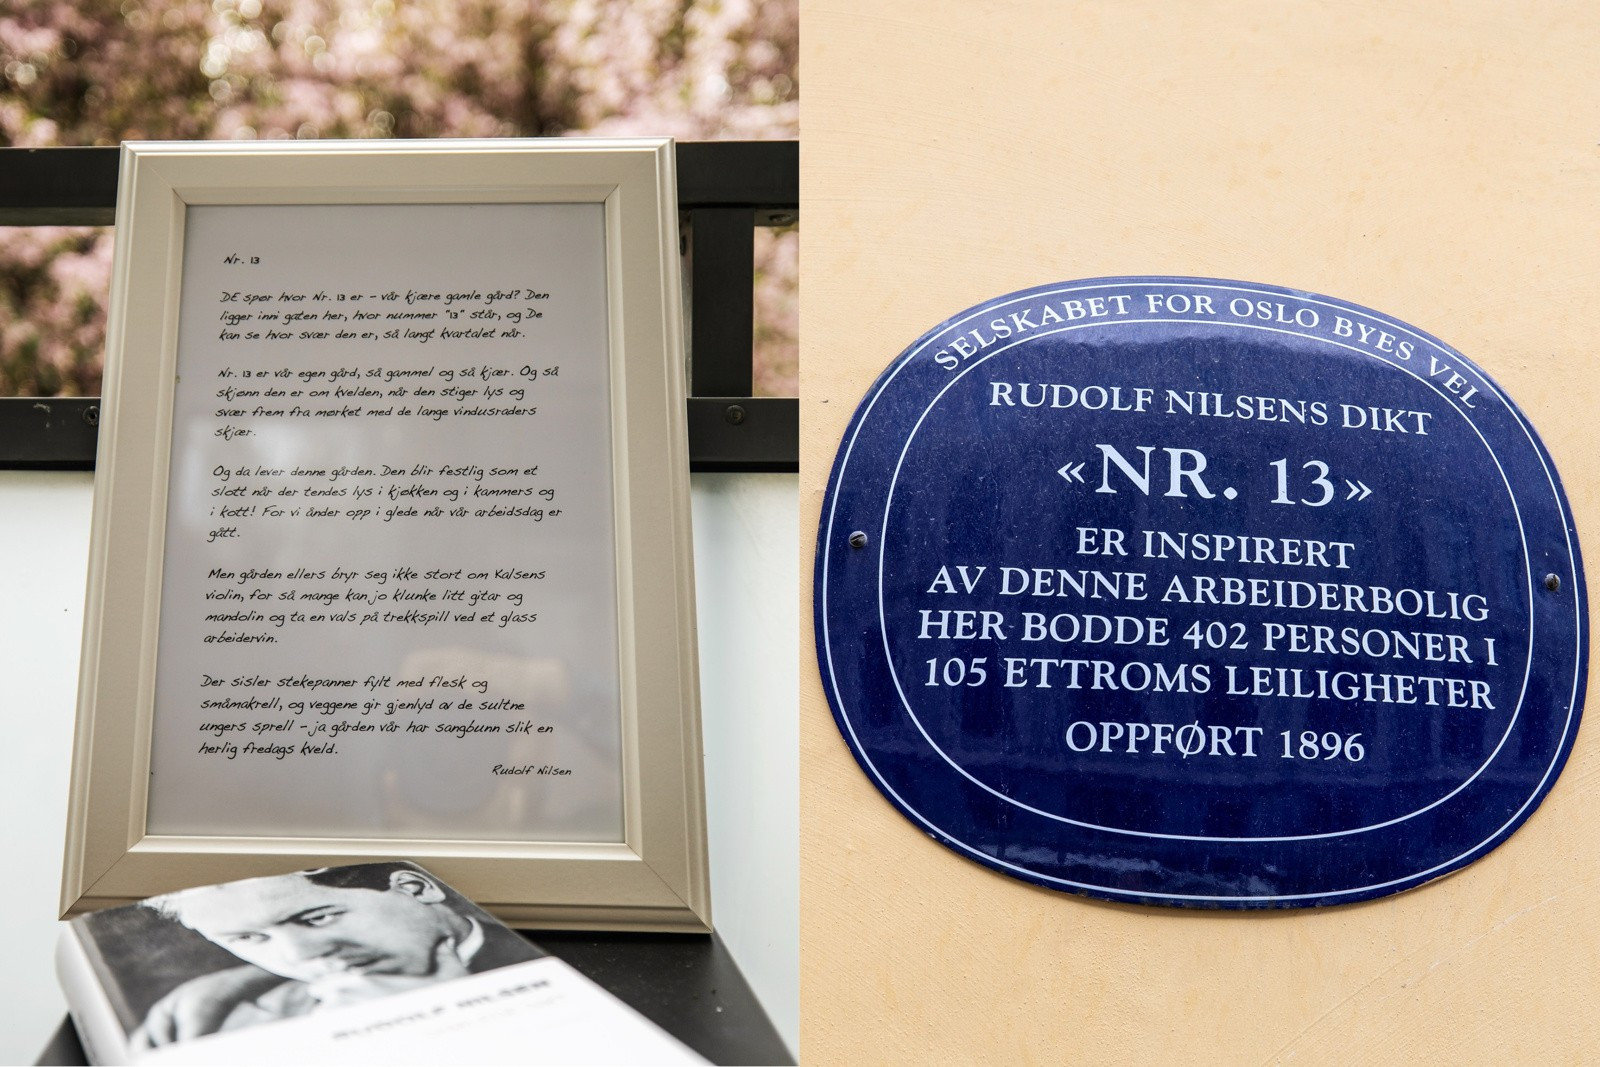 Nr. 13
DE spør hvor Nr. 13 er - vår kjære gamle gård? Den
ligger inni gaten her, hvor nummer "13" står, og De
kan se hvor svær den er, så langt kvartalet når.
Nr. 13 er vår egen gård, så gammel og så kjær. Og så
skjønn den er om kvelden, når den stiger lys og
svær frem fra mørket med de lange vindusraders
skjær.
Og da lever denne gården. Den blir festlig som et
slott når der tendes lys i kjøkken og i kammers og
i kott! For vi ånder opp i glede når vår arbeidsdag er
gått.
Men gården ellers bryr seg ikke stort om Kalsens
violin, for så mange kan jo klunke litt gitar og
mandolin og ta en vals på trekkspill ved et glass
arbeidervin.
Der sisler stekepanner fylt med flesk og
småmakrell, og veggene gir gjenlyd av de sultne
ungers sprell - ja gården vår har sangbunn slik en
herlig fredags kveld.
Rudolf Nilsen
RUDOLF NILSEN
SELSKABET FOR OSLO BYES VEL
RUDOLF NILSENS DIKT
«NR. 13»
ER INSPIRERT
AV DENNE ARBEIDERBOLIG
HER BODDE 402 PERSONER I
105 ETTROMS LEILIGHETER
OPPFØRT 1896